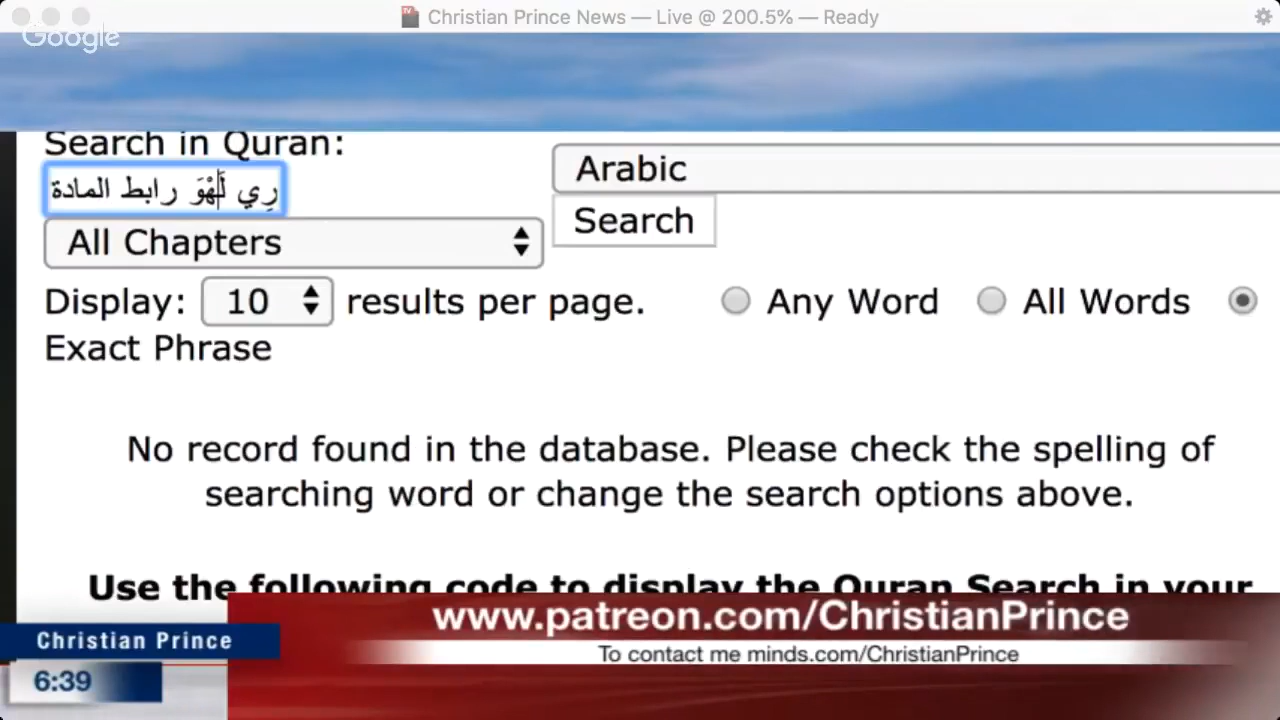 Christian Prince News — Live @ 200.5% — Ready
Google
Search in Quran:
رِي لَهْوَ رابط المادة
Arabic
Search
All Chapters
Display: 10 results per page. Any Word All Words
Exact Phrase
No record found in the database. Please check the spelling of
searching word or change the search options above.
Use the following code to display the Quran Search in your
www.patreon.com/ChristianPrince
To contact me minds.com/ChristianPrince
Christian Prince
6:39